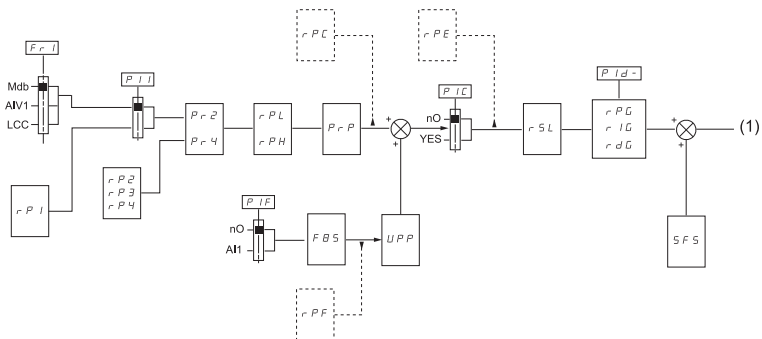 rPC
rPE
Fr1
PII
PIC
PId-
Mdb
AIV1
LCC
Pr2
Pr4
rPL
rPH
PrP
+
+
nO
YES
rSL
rPG
rIG
rdG
+
+
(1)
rP1
rP2
rP3
rP4
PIF
nO
AI1
FBS
UPP
SFS
rPF